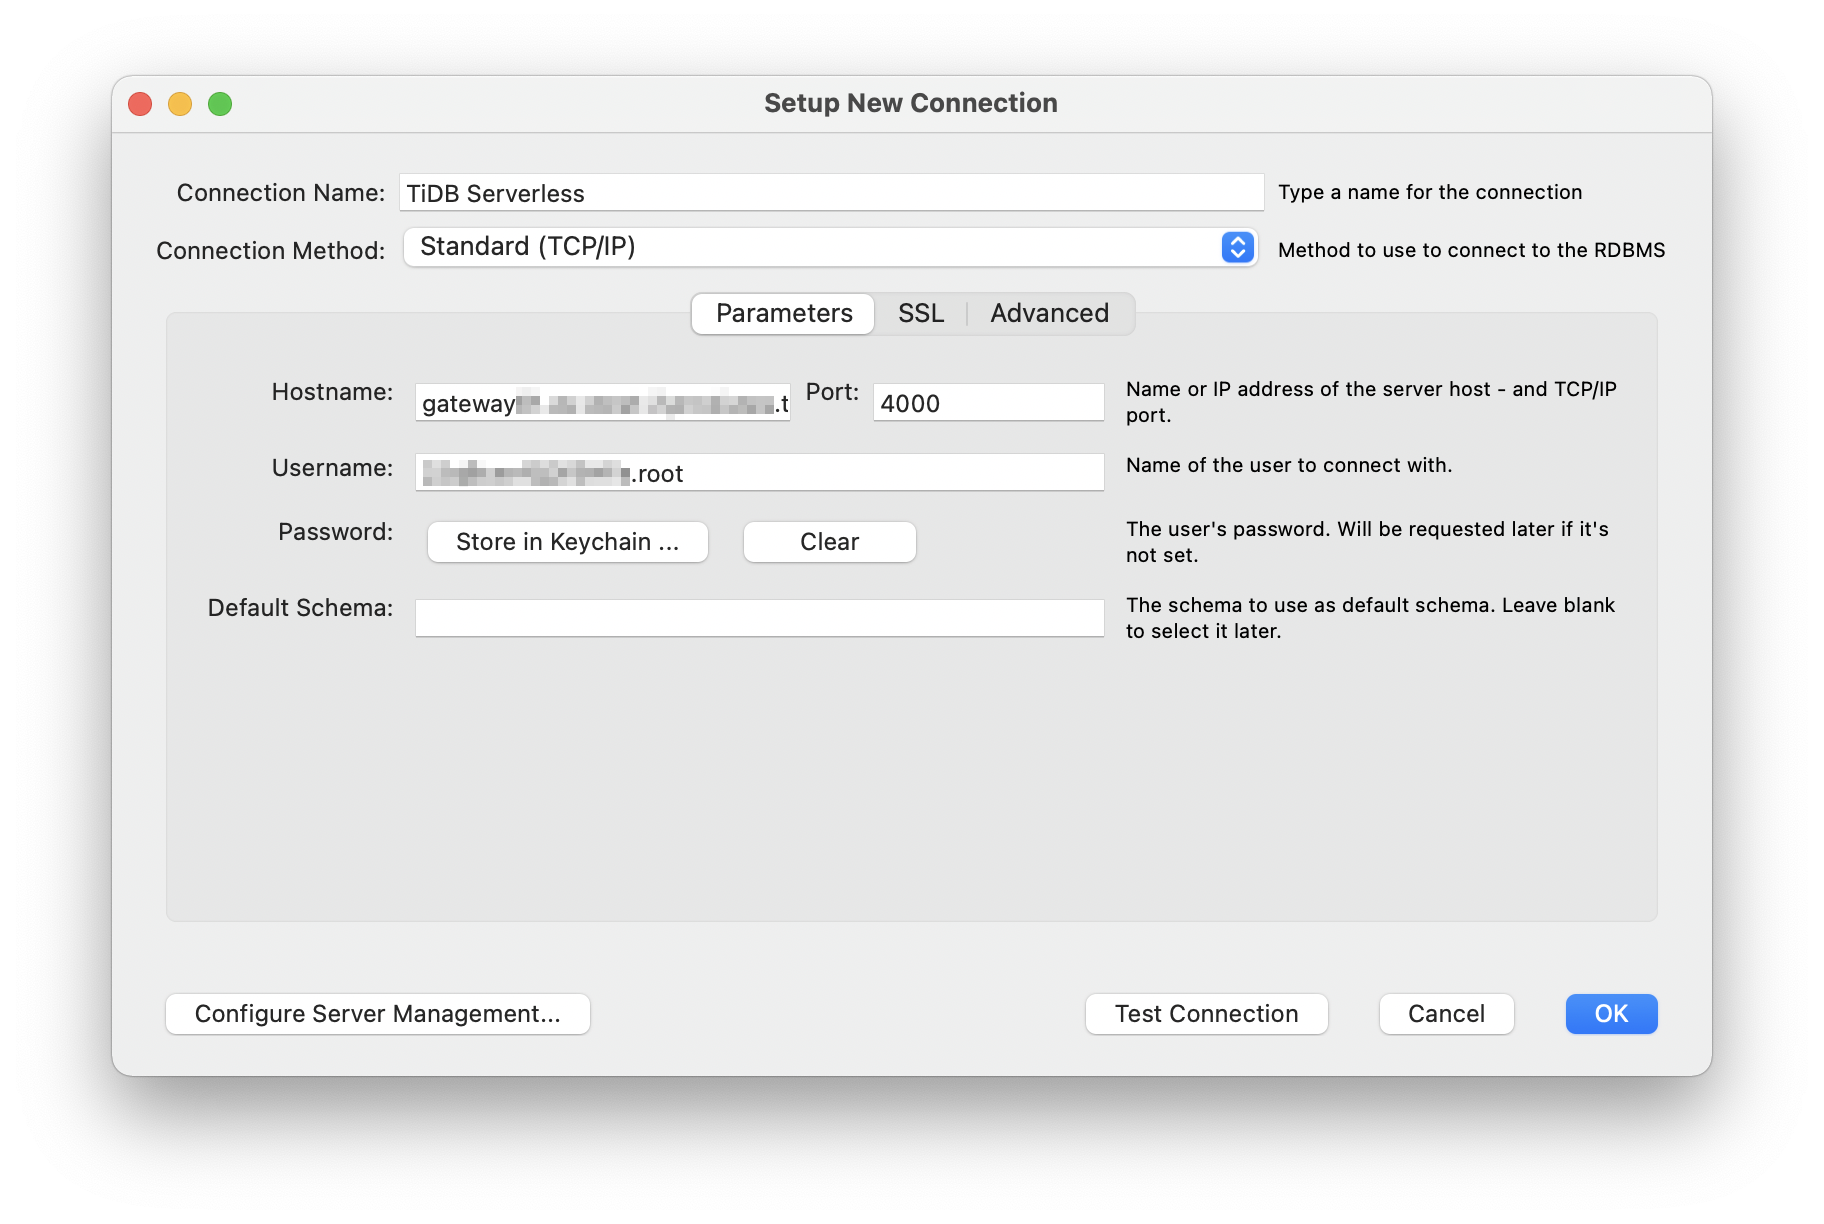 Setup New Connection
Connection Name: TiDB Serverless Type a name for the connection
Connection Method: Standard (TCP/IP) Method to use to connect to the RDBMS
Parameters SSL Advanced
Hostname: gateway .t Port: 4000 Name or IP address of the server host - and TCP/IP
port.
Username: .root Name of the user to connect with.
Password: Store in Keychain ... Clear The user's password. Will be requested later if it's
not set.
Default Schema: The schema to use as default schema. Leave blank
to select it later.
Configure Server Management... Test Connection Cancel OK